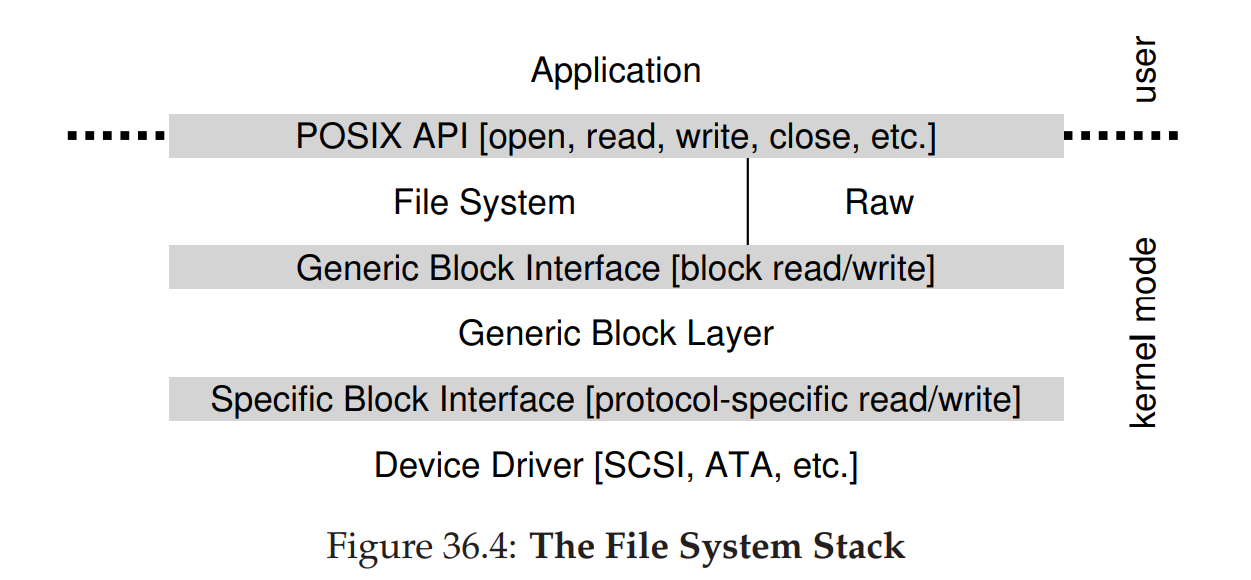 Application
user
POSIX API [open, read, write, close, etc.]
File System
Raw
Generic Block Interface [block read/write]
kernel mode
Generic Block Layer
Specific Block Interface [protocol-specific read/write]
Device Driver [SCSI, ATA, etc.]
Figure 36.4: The File System Stack